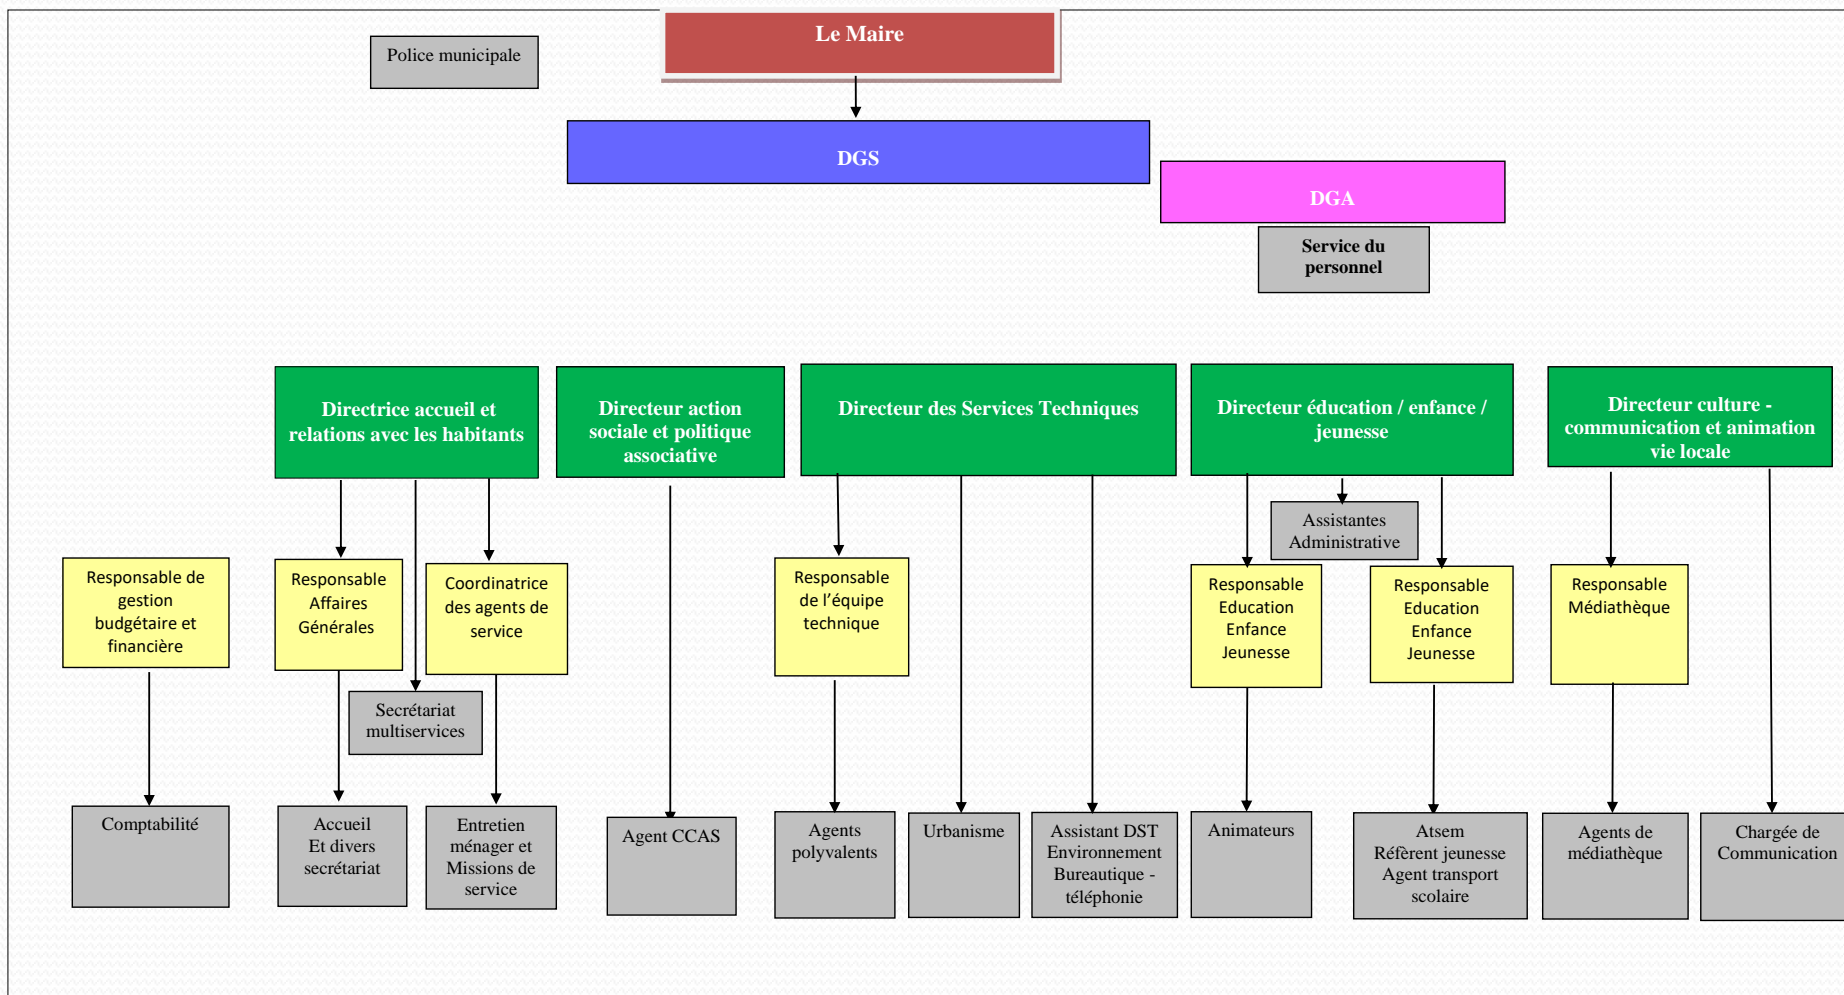 Le Maire
Police municipale
DGS
DGA
Service du
personnel
Directrice accueil et
relations avec les habitants
Directeur action
sociale et politique
associative
Directeur des Services Techniques
Directeur éducation / enfance /
jeunesse
Directeur culture -
communication et animation
vie locale
Assistantes
Administrative
Responsable de
gestion
budgétaire et
financière
Responsable
Affaires
Générales
Coordinatrice
des agents de
service
Responsable
de l’équipe
technique
Responsable
Education
Enfance
Jeunesse
Responsable
Education
Enfance
Jeunesse
Responsable
Médiathèque
Secrétariat
multiservices
Comptabilité
Accueil
Et divers
secrétariat
Entretien
ménager et
Missions de
service
Agent CCAS
Agents
polyvalents
Urbanisme
Assistant DST
Environnement
Bureautique -
téléphonie
Animateurs
Atsem
Réfèrent jeunesse
Agent transport
scolaire
Agents de
médiathèque
Chargée de
Communication